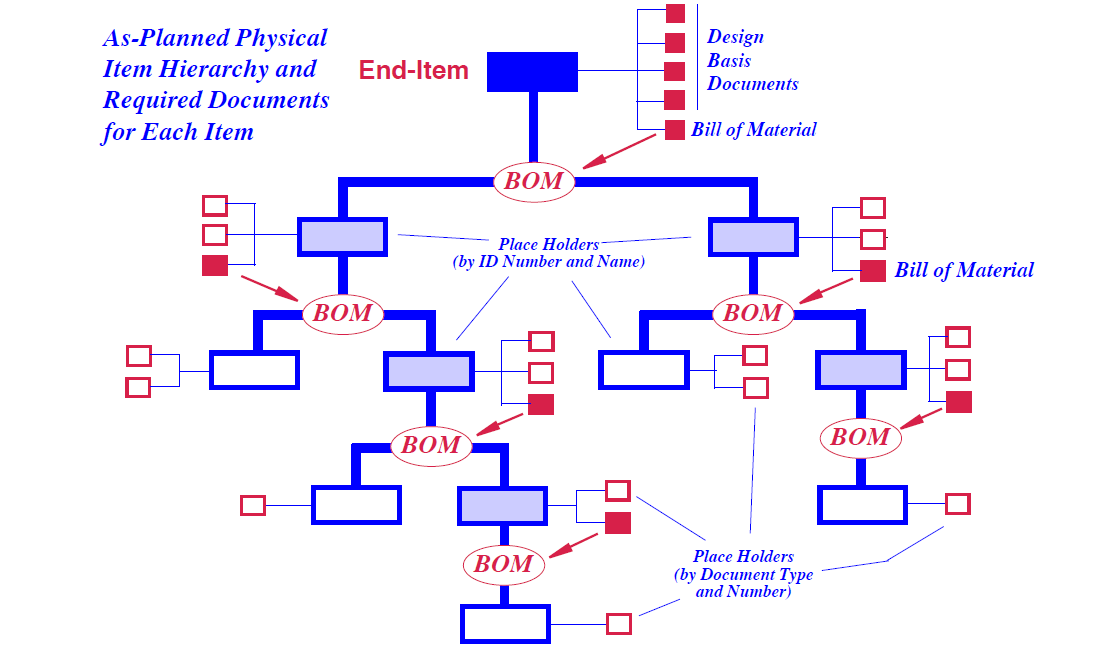 As-Planned Physical
Item Hierarchy and
Required Documents
for Each Item
End-Item
Design
Basis
Documents
Bill of Material
BOM
Place Holders
(by ID Number and Name)
Bill of Material
BOM
BOM
BOM
BOM
BOM
Place Holders
(by Document Type
and Number)